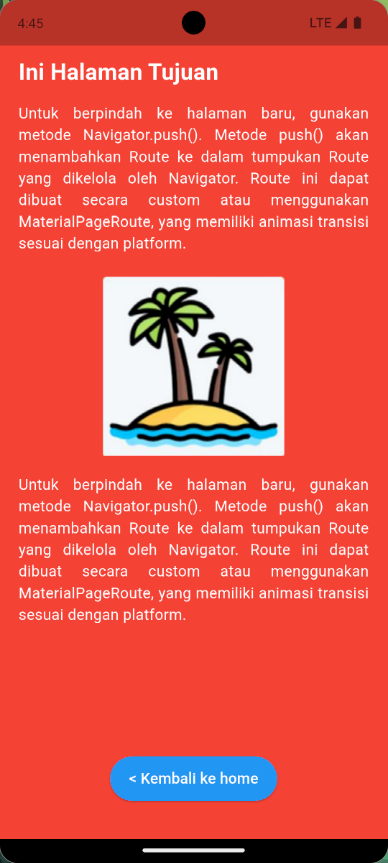 4:45
LTE
Ini Halaman Tujuan
Untuk berpindah ke halaman baru, gunakan
metode Navigator.push(). Metode push() akan
menambahkan Route ke dalam tumpukan Route
yang dikelola oleh Navigator. Route ini dapat
dibuat secara custom atau menggunakan
MaterialPageRoute, yang memiliki animasi transisi
sesuai dengan platform.
Untuk berpindah ke halaman baru, gunakan
metode Navigator.push(). Metode push() akan
menambahkan Route ke dalam tumpukan Route
yang dikelola oleh Navigator. Route ini dapat
dibuat secara custom atau menggunakan
MaterialPageRoute, yang memiliki animasi transisi
sesuai dengan platform.
< Kembali ke home